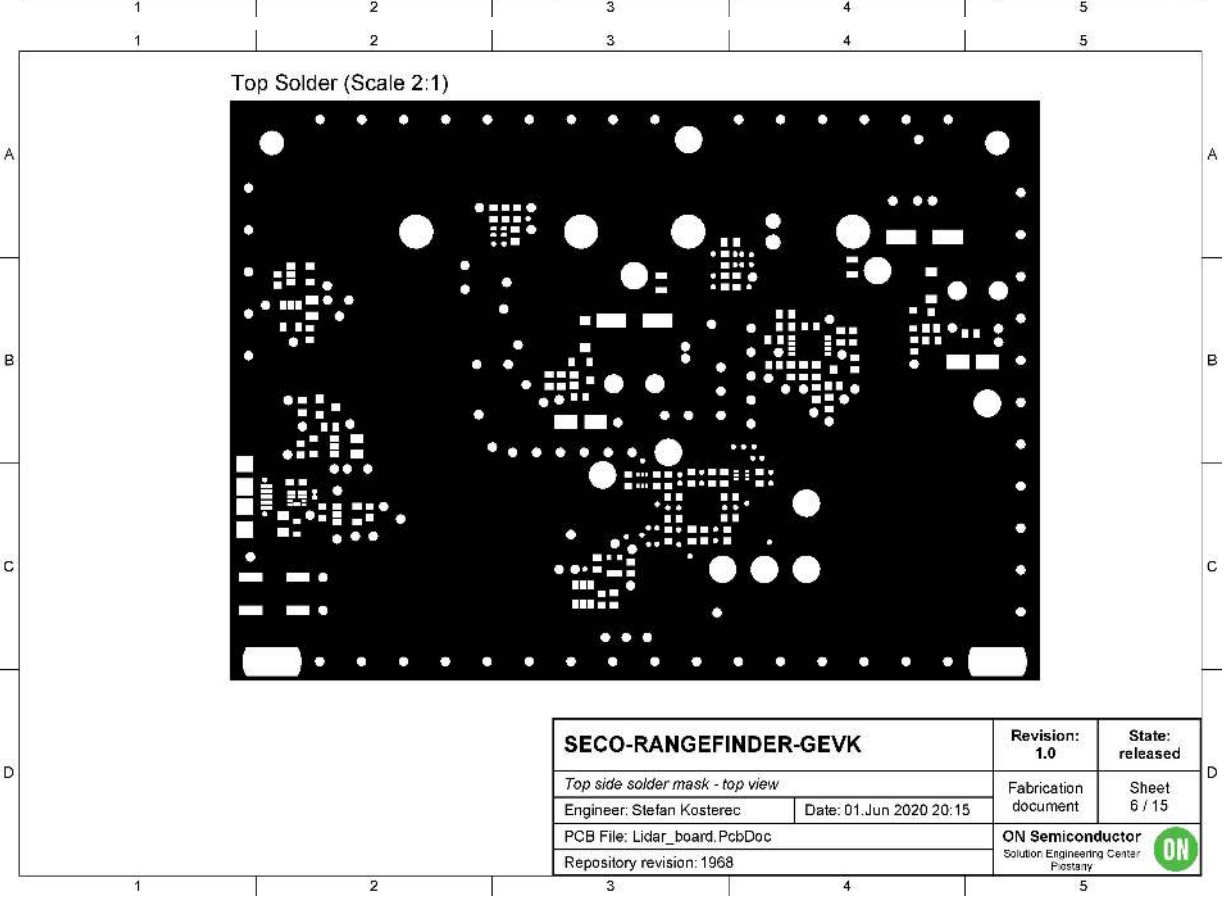 1 2 3 4 5
1 2 3 4 5
Top Solder (Scale 2:1)
A A
B B
C C
D D
SECO-RANGEFINDER-GEVK
Revision:
1.0
State:
released
Top side solder mask - top view
Fabrication
document
Sheet
6 / 15
Engineer: Stefan Kosterec
Date: 01.Jun 2020 20:15
PCB File: Lidar_board.PcbDoc
Repository revision: 1968
ON Semiconductor
Solution Engineering Center
Piestany
ON
1 2 3 4 5